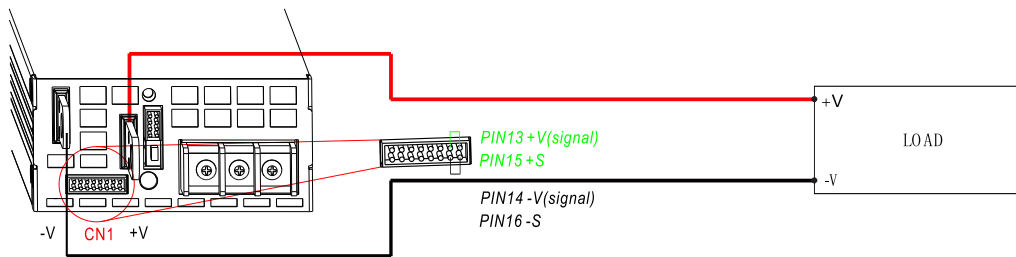 +V
LOAD
PIN13 +V(signal)
PIN15 +S
-V
PIN14 -V(signal)
PIN16 -S
-V CN1 +V